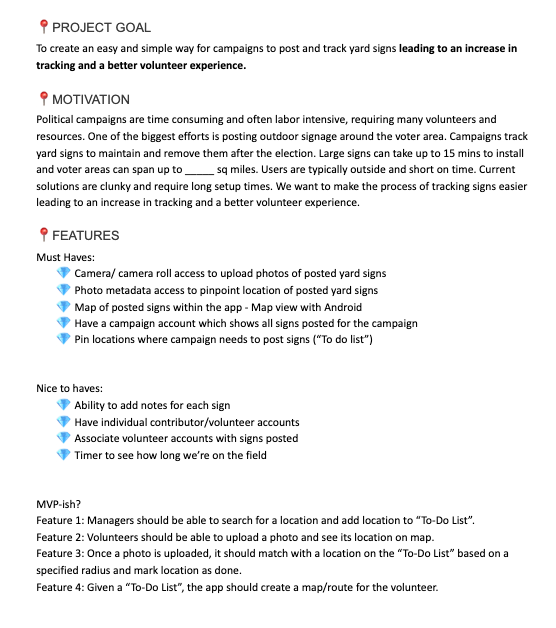 📍PROJECT GOAL
To create an easy and simple way for campaigns to post and track yard signs leading to an increase in
tracking and a better volunteer experience.
📍MOTIVATION
Political campaigns are time consuming and often labor intensive, requiring many volunteers and
resources. One of the biggest efforts is posting outdoor signage around the voter area. Campaigns track
yard signs to maintain and remove them after the election. Large signs can take up to 15 mins to install
and voter areas can span up to _____ sq miles. Users are typically outside and short on time. Current
solutions are clunky and require long setup times. We want to make the process of tracking signs easier
leading to an increase in tracking and a better volunteer experience.
📍FEATURES
Must Haves:
💎 Camera/ camera roll access to upload photos of posted yard signs
💎 Photo metadata access to pinpoint location of posted yard signs
💎 Map of posted signs within the app - Map view with Android
💎 Have a campaign account which shows all signs posted for the campaign
💎 Pin locations where campaign needs to post signs (“To do list”)
Nice to haves:
💎 Ability to add notes for each sign
💎 Have individual contributor/volunteer accounts
💎 Associate volunteer accounts with signs posted
💎 Timer to see how long we’re on the field
MVP-ish?
Feature 1: Managers should be able to search for a location and add location to “To-Do List”.
Feature 2: Volunteers should be able to upload a photo and see its location on map.
Feature 3: Once a photo is uploaded, it should match with a location on the “To-Do List” based on a
specified radius and mark location as done.
Feature 4: Given a “To-Do List”, the app should create a map/route for the volunteer.